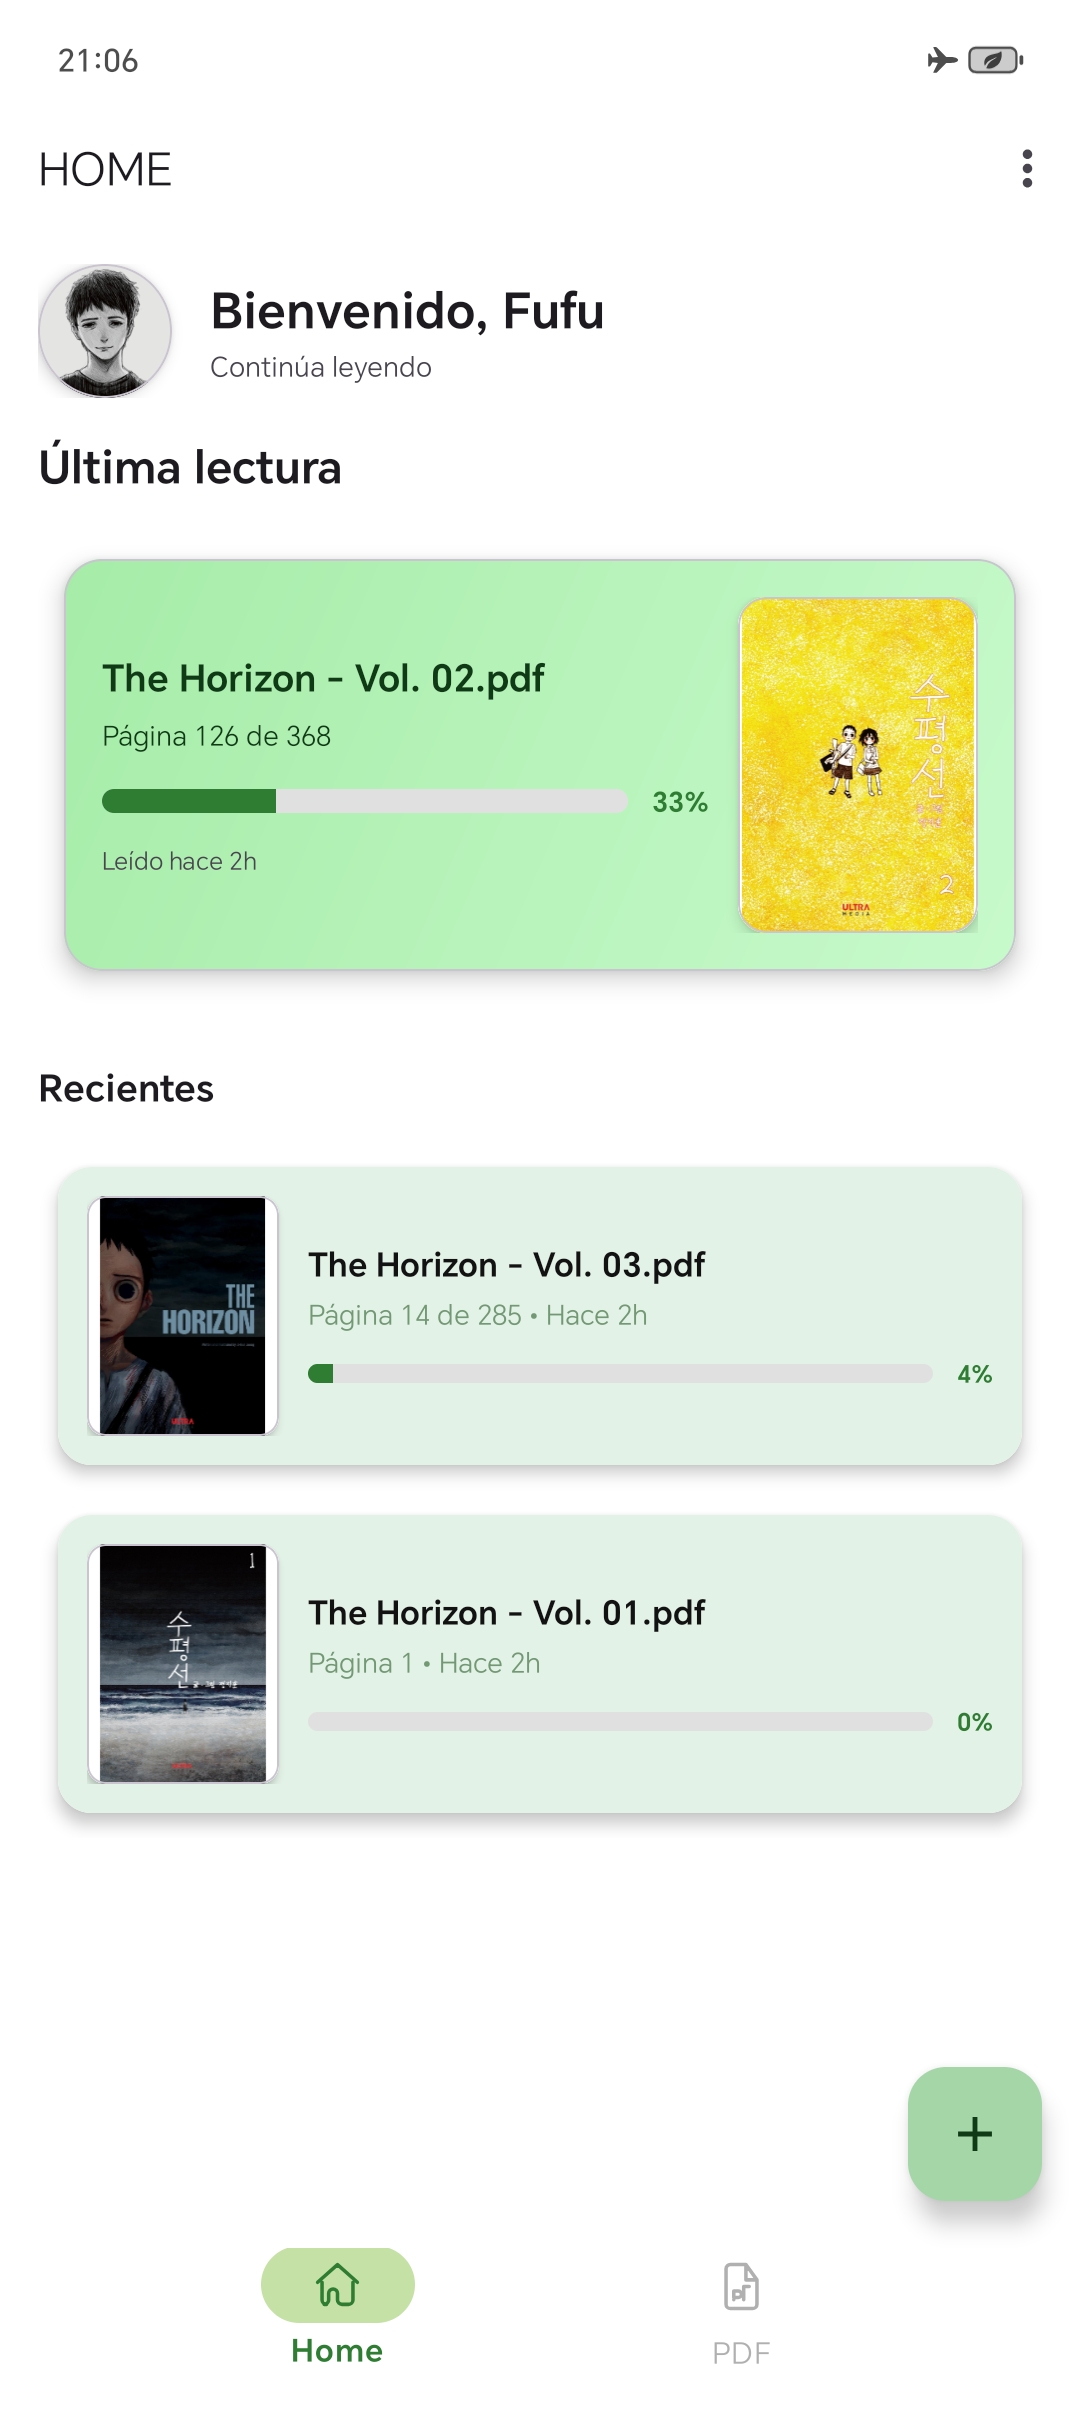 21:06
HOME
Bienvenido, Fufu
Continúa leyendo
Última lectura
The Horizon - Vol. 02.pdf
Página 126 de 368
33%
Leído hace 2h
수평선
2
ULTRA
MEDIA
Recientes
THE
HORIZON
ULTRA
The Horizon - Vol. 03.pdf
Página 14 de 285 • Hace 2h
4%
1
수평선
The Horizon - Vol. 01.pdf
Página 1 • Hace 2h
0%
Home
PDF